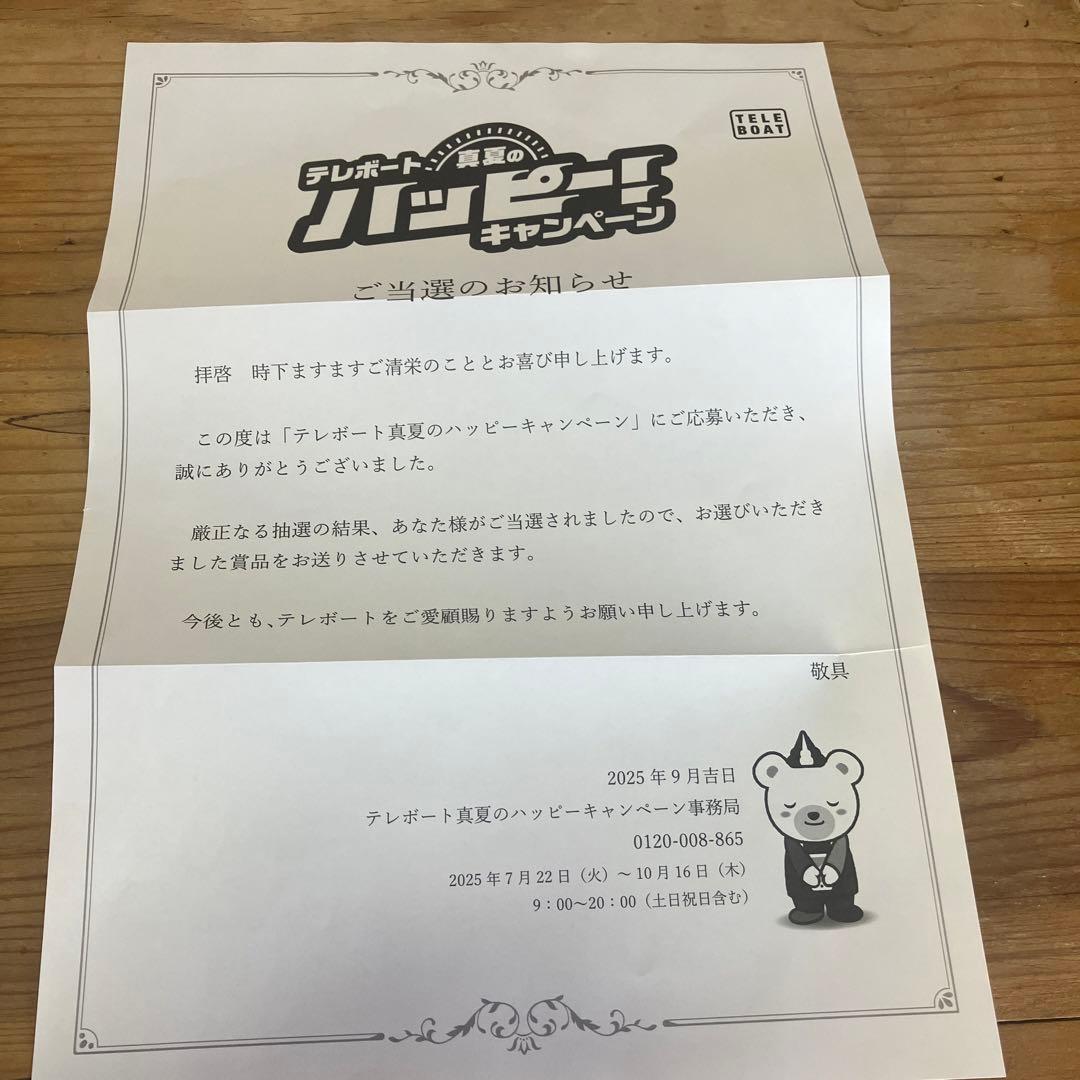 TELE
BOAT
テレボート 真夏の
ハッピー!
キャンペーン
ご当選のお知らせ
拝啓　時下ますますご清栄のこととお喜び申し上げます。
この度は「テレボート真夏のハッピーキャンペーン」にご応募いただき、
誠にありがとうございました。
厳正なる抽選の結果、あなた様がご当選されましたので、お選びいただき
ました賞品をお送りさせていただきます。
今後とも、テレボートをご愛顧賜りますようお願い申し上げます。
敬具
2025年9月吉日
テレボート真夏のハッピーキャンペーン事務局
0120-008-865
2025年7月22日（火）～10月16日（木）
9：00～20：00（土日祝日含む）